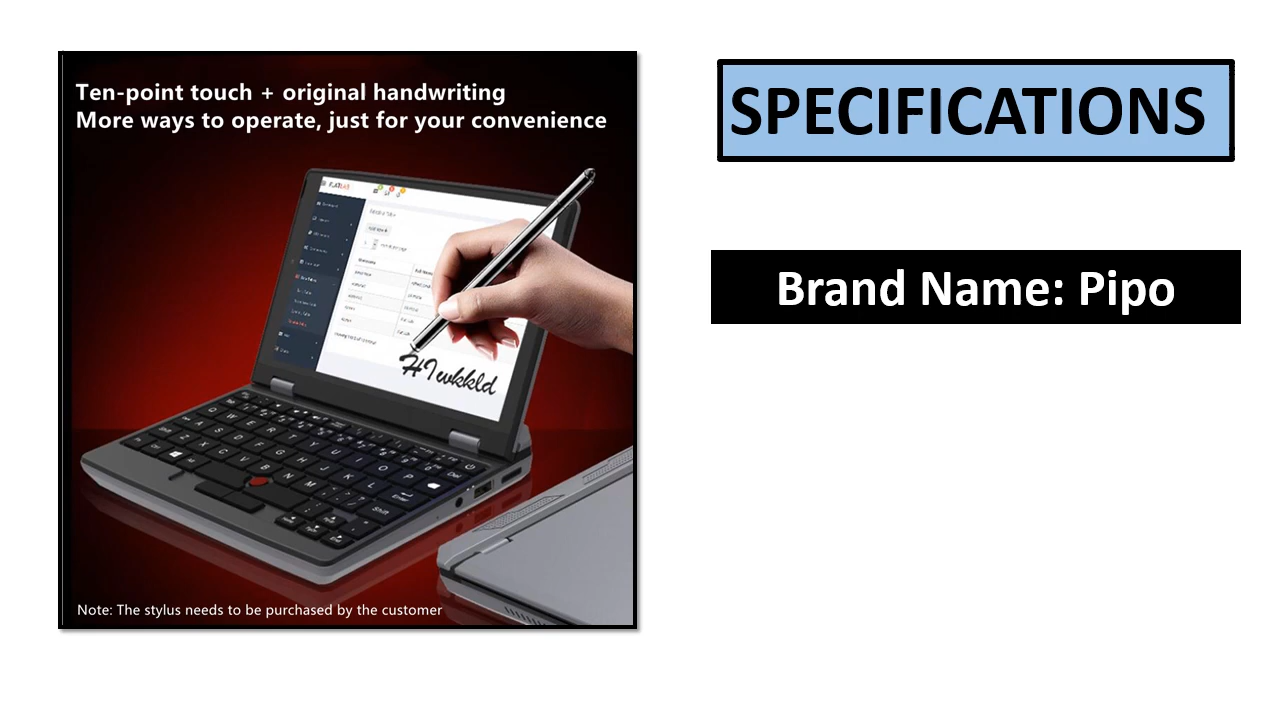 Ten-point touch + original handwriting
More ways to operate, just for your convenience
SPECIFICATIONS
Brand Name: Pipo
HIwkkld
Note: The stylus needs to be purchased by the customer